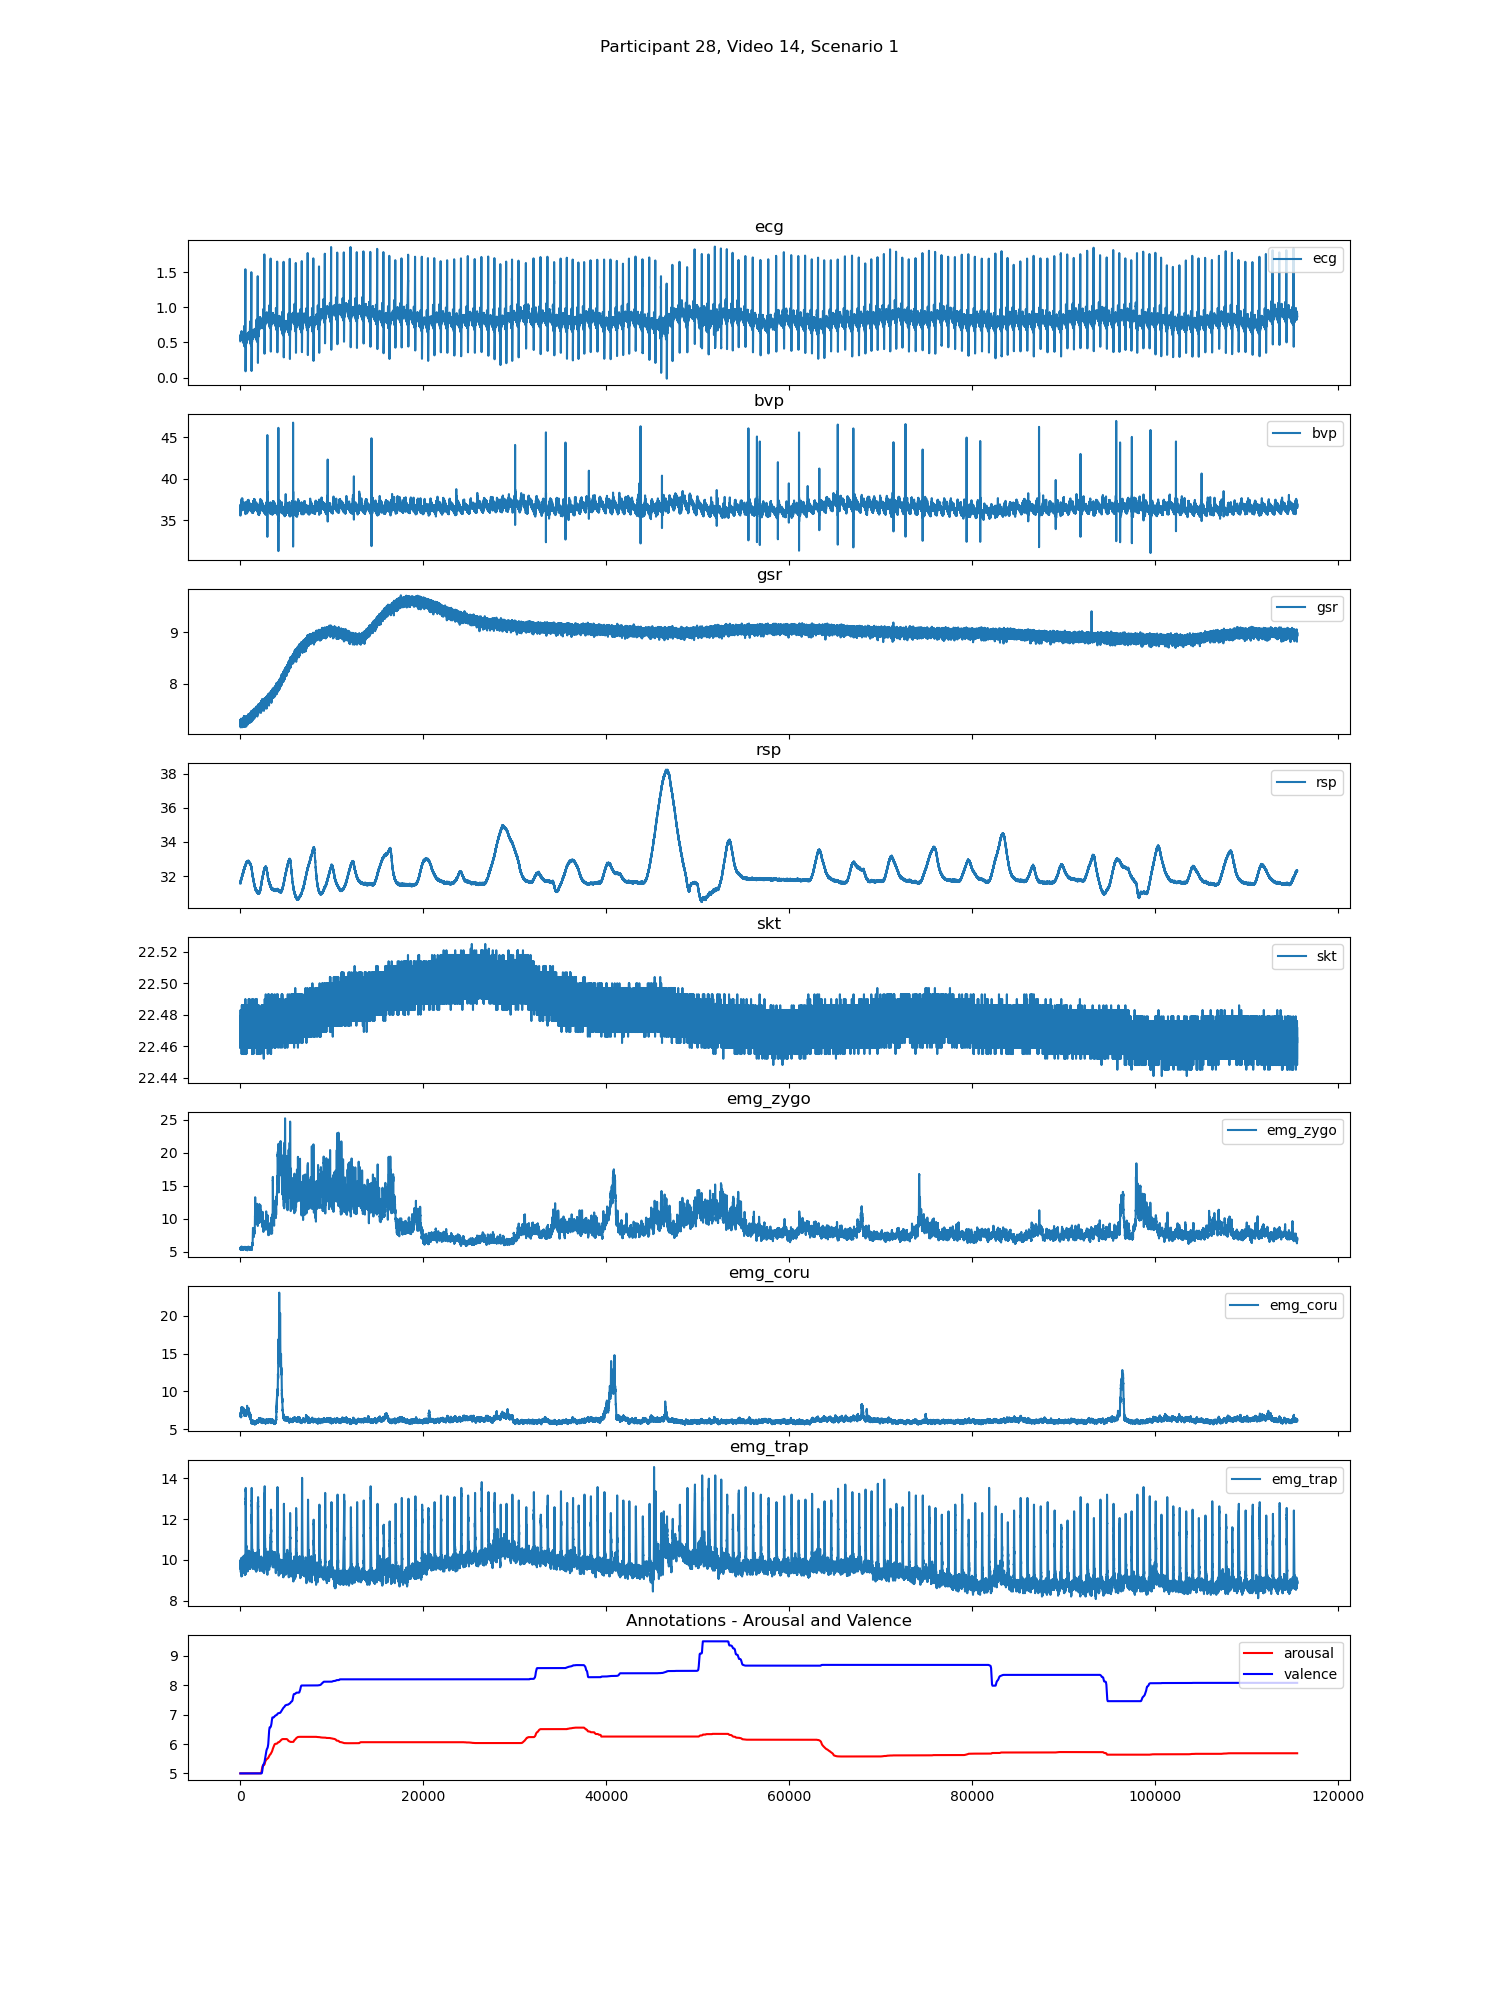 Participant 28, Video 14, Scenario 1
ecg
1.5
1.0
0.5
0.0
ecg
bvp
45
40
35
bvp
gsr
9
8
gsr
rsp
38
36
34
32
rsp
skt
22.52
22.50
22.48
22.46
22.44
skt
emg_zygo
25
20
15
10
5
emg_zygo
emg_coru
20
15
10
5
emg_coru
emg_trap
14
12
10
8
emg_trap
Annotations - Arousal and Valence
9
8
7
6
5
arousal
valence
0 20000 40000 60000 80000 100000 120000